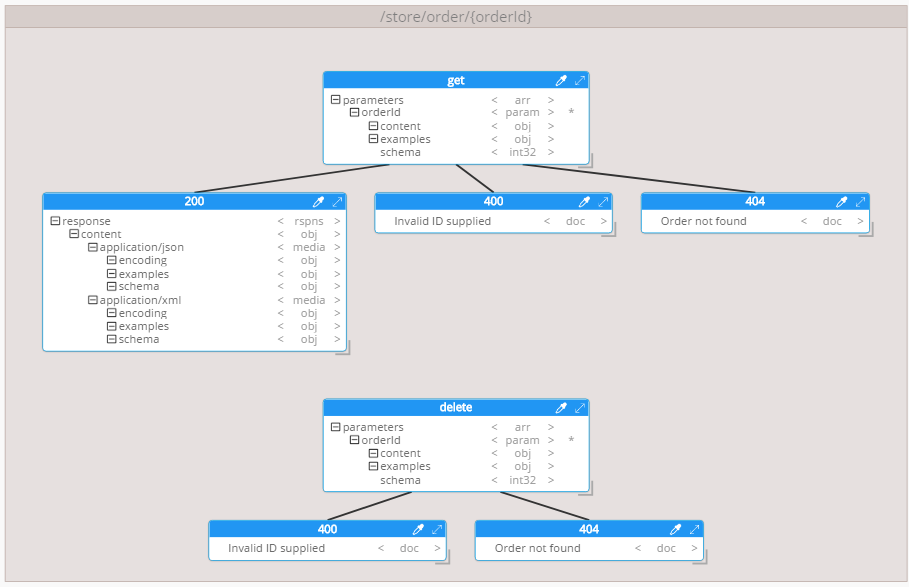 /store/order/{orderId}
get
parameters < arr >
orderId < param > *
content < obj >
examples < obj >
schema < int32 >
200
response < rspns >
content < obj >
application/json < media >
encoding < obj >
examples < obj >
schema < obj >
application/xml < media >
encoding < obj >
examples < obj >
schema < obj >
400
Invalid ID supplied < doc >
404
Order not found < doc >
delete
parameters < arr >
orderId < param > *
content < obj >
examples < obj >
schema < int32 >
400
Invalid ID supplied < doc >
404
Order not found < doc >